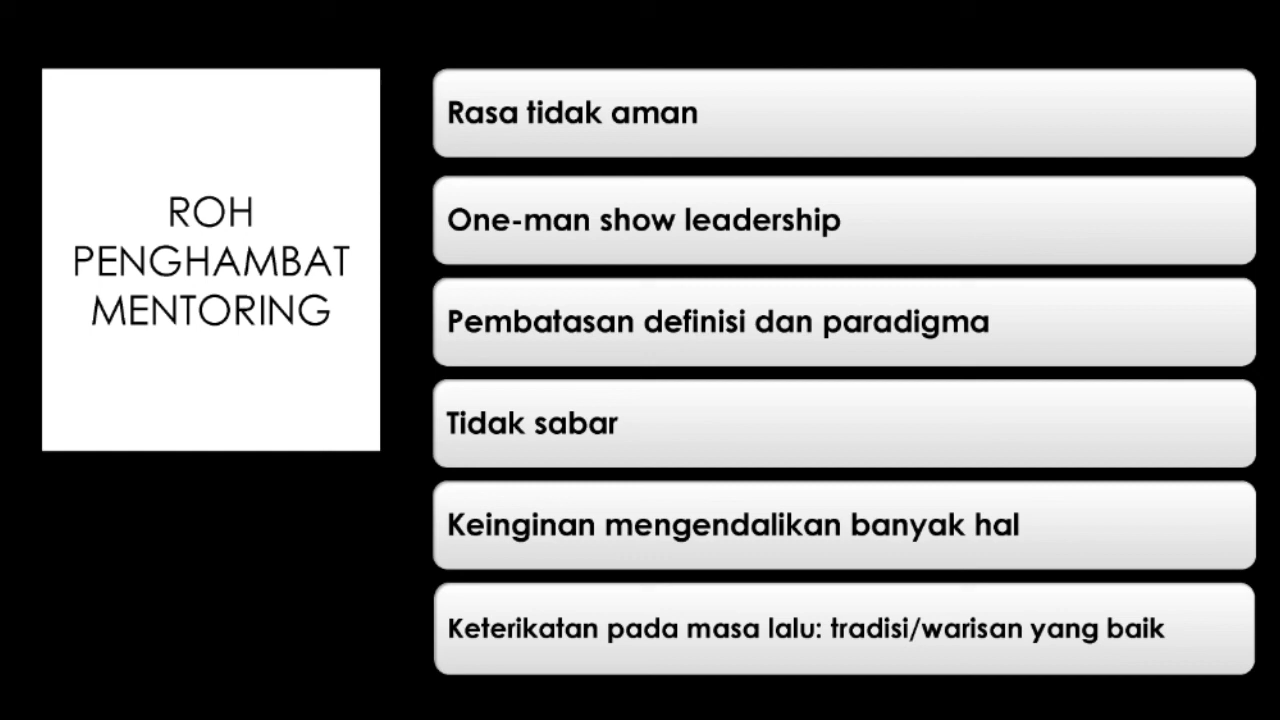 ROH
PENGHAMBAT
MENTORING
Rasa tidak aman
One-man show leadership
Pembatasan definisi dan paradigma
Tidak sabar
Keinginan mengendalikan banyak hal
Keterikatan pada masa lalu: tradisi/warisan yang baik